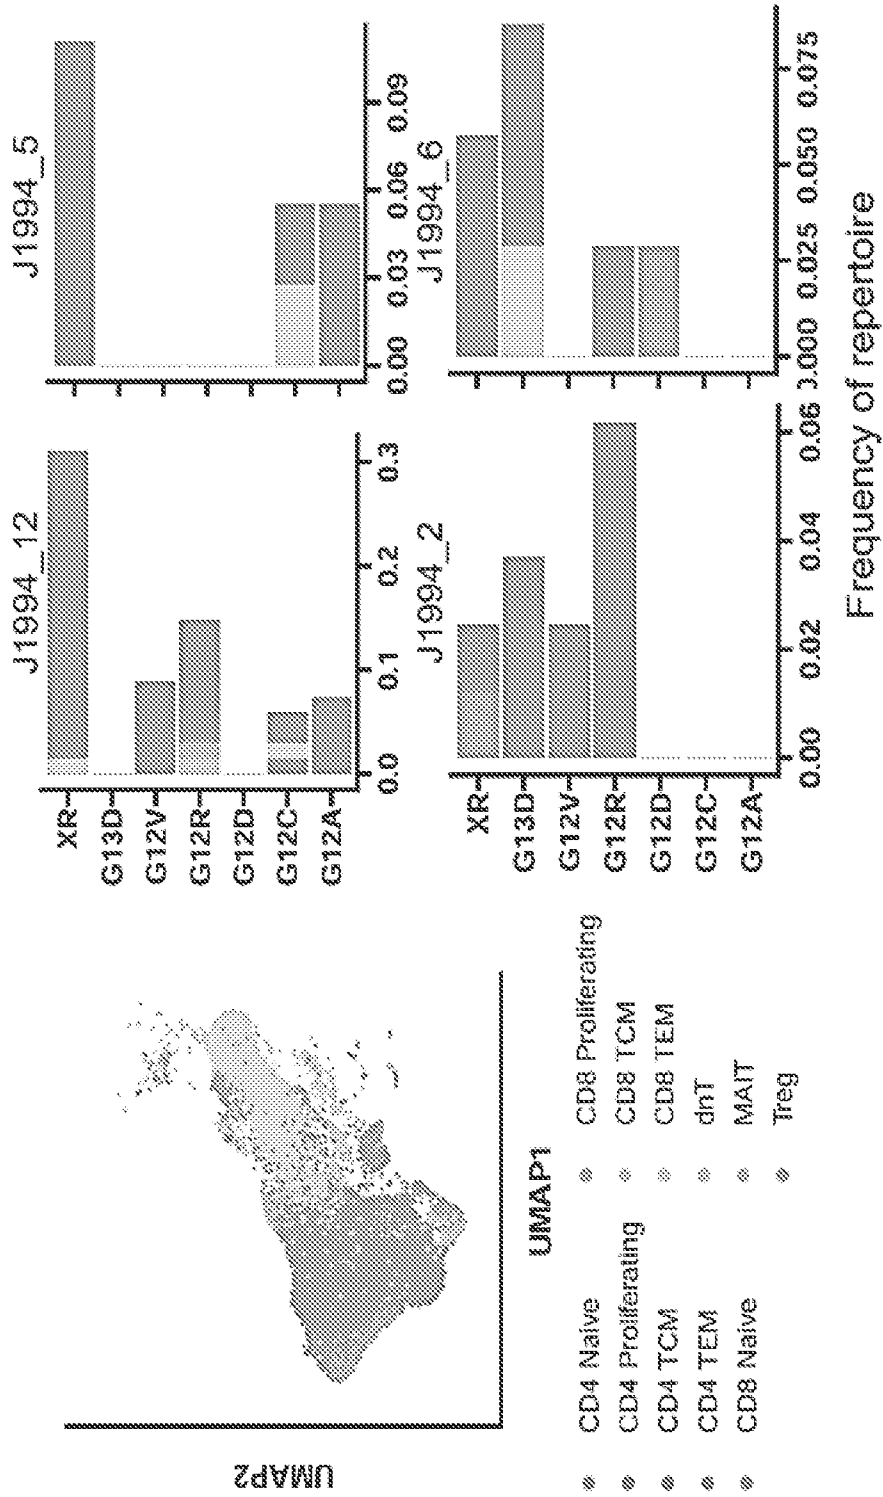 UMAP2
UMAP1
CD4 Naive
CD4 Proliferating
CD4 TCM
CD4 TEM
CD8 Naive
CD8 Proliferating
CD8 TCM
CD8 TEM
dnT
MAIT
Treg
J1994_12
XR
G13D
G12V
G12R
G12D
G12C
G12A
0.0 0.1 0.2 0.3
J1994_5
0.00 0.03 0.06 0.09
J1994_2
XR
G13D
G12V
G12R
G12D
G12C
G12A
0.00 0.02 0.04 0.06
J1994_6
0.000 0.025 0.050 0.075
Frequency of repertoire